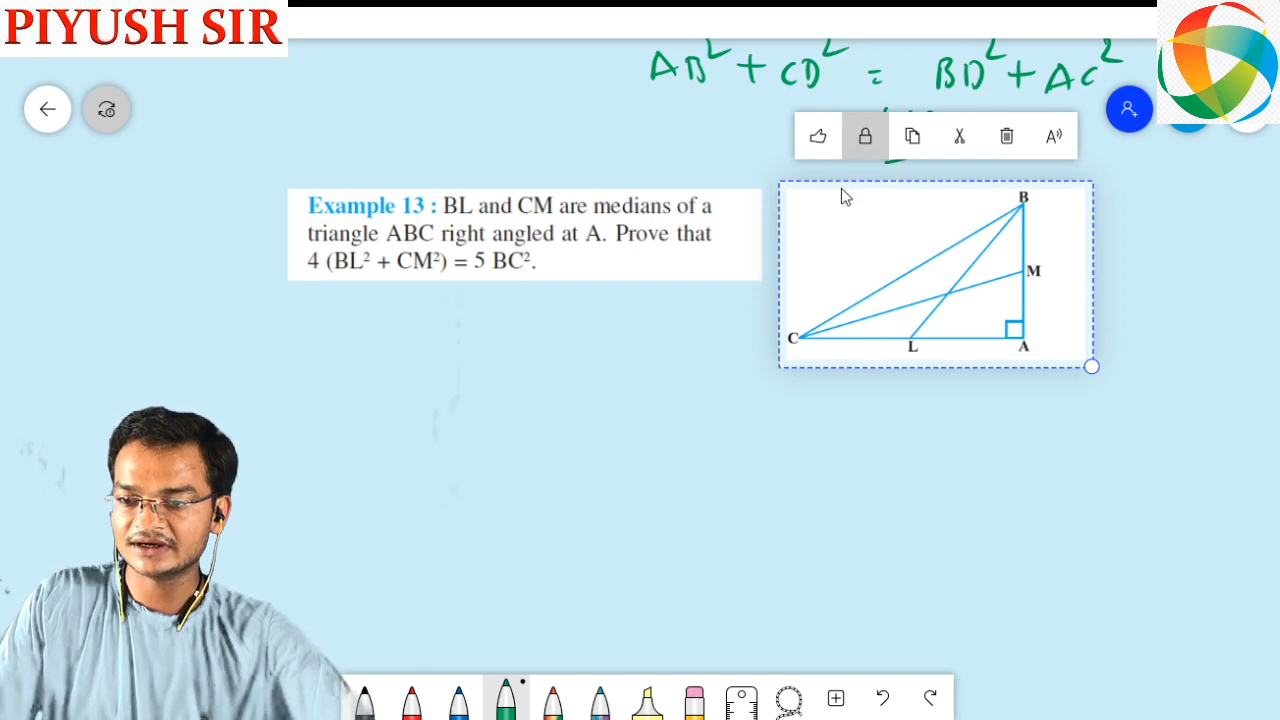 PIYUSH SIR
AB² + CD² = BD² + AC²
Example 13 : BL and CM are medians of a
triangle ABC right angled at A. Prove that
4 (BL² + CM²) = 5 BC².
B
M
C
L
A